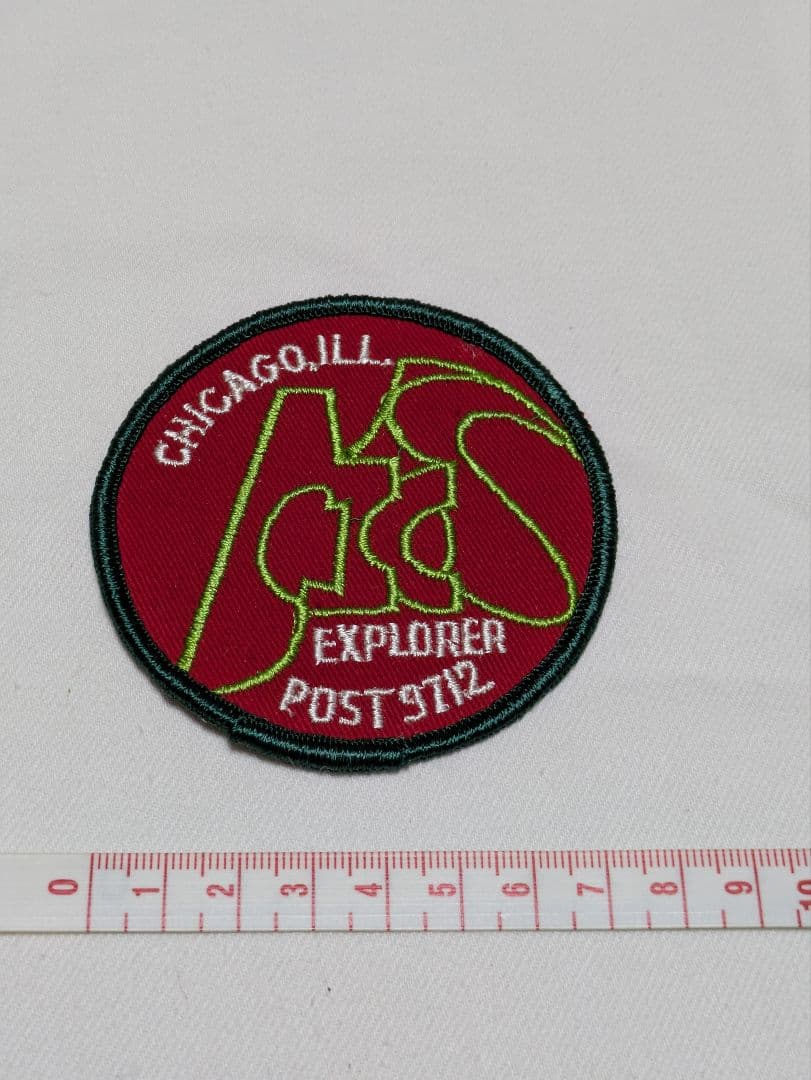 CHICAGO, ILL.
EXPLORER
POST 9712
0 1 2 3 4 5 6 7 8 9 10